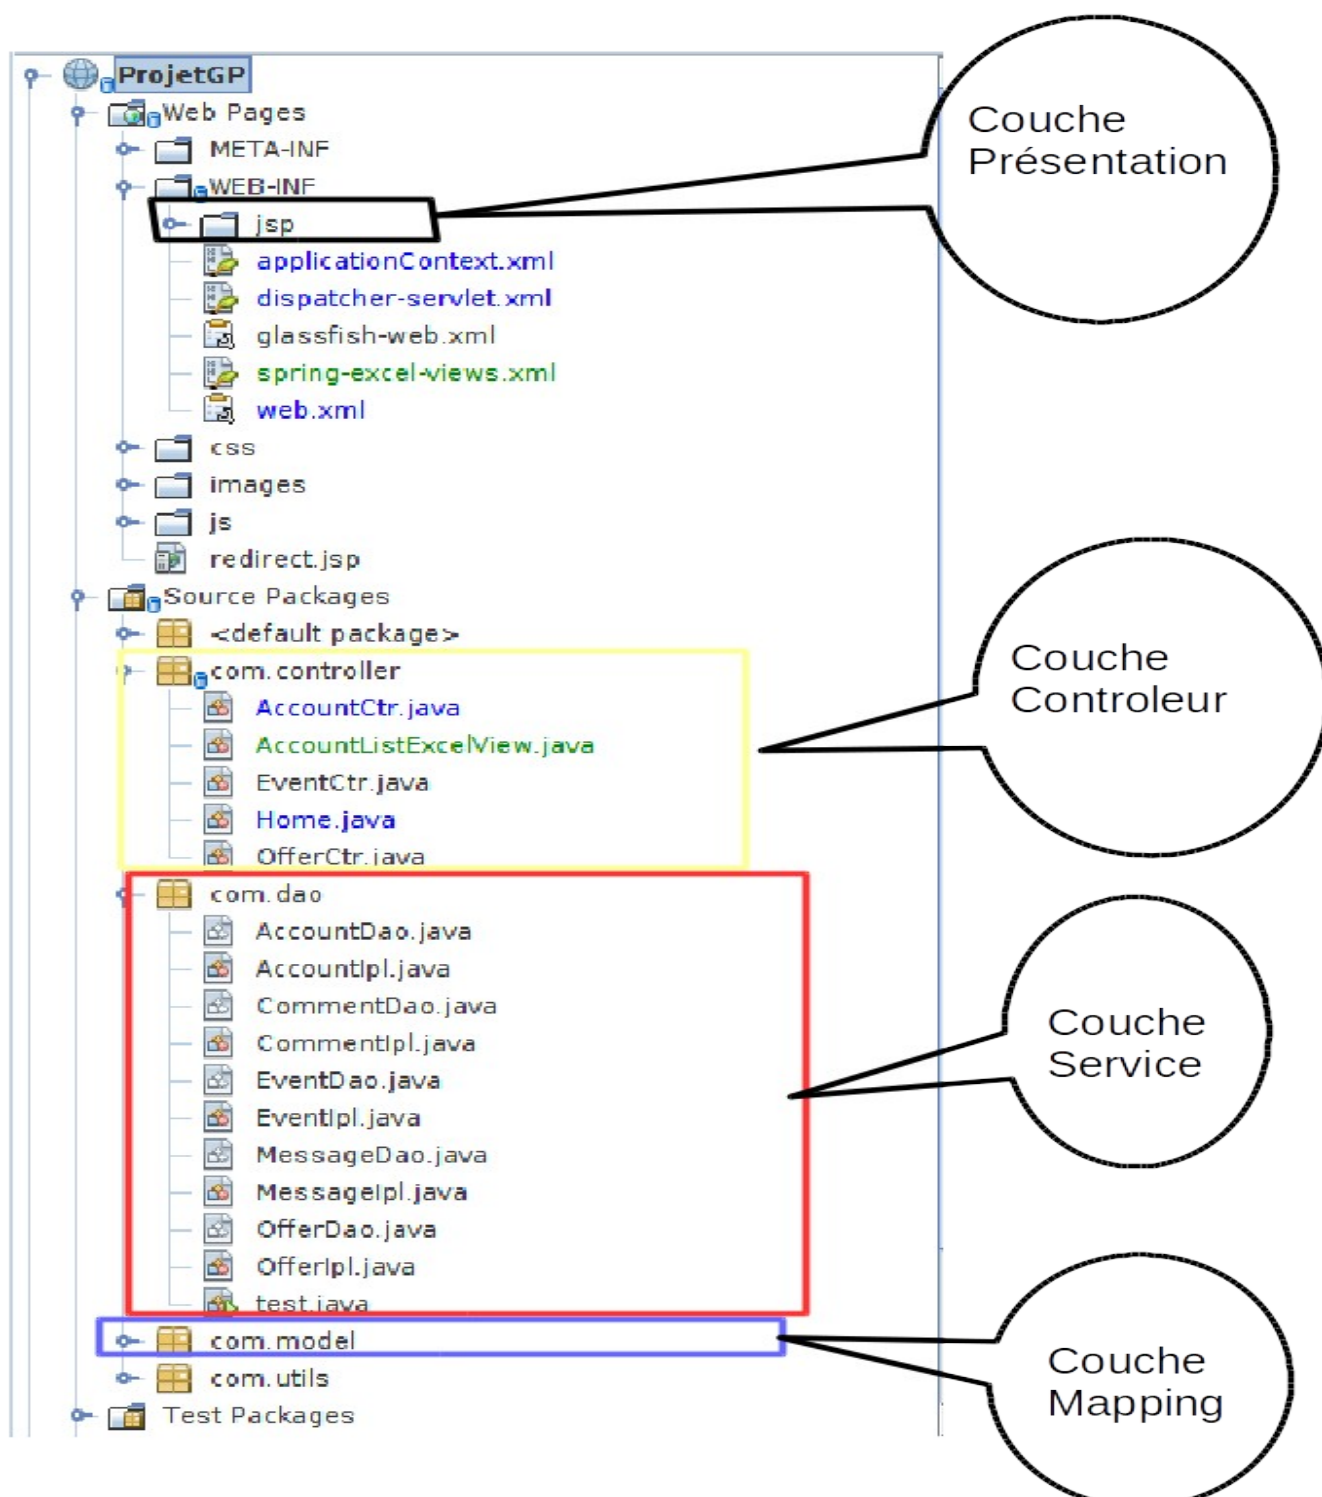 ProjetGP
Web Pages
META-INF
WEB-INF
jsp
applicationContext.xml
dispatcher-servlet.xml
glassfish-web.xml
spring-excel-views.xml
web.xml
css
images
js
redirect.jsp
Source Packages
<default package>
com.controller
AccountCtr.java
AccountListExcelView.java
EventCtr.java
Home.java
OfferCtr.java
com.dao
AccountDao.java
AccountIpl.java
CommentDao.java
CommentIpl.java
EventDao.java
EventIpl.java
MessageDao.java
MessageIpl.java
OfferDao.java
OfferIpl.java
test.java
com.model
com.utils
Test Packages
Couche
Présentation
Couche
Controleur
Couche
Service
Couche
Mapping